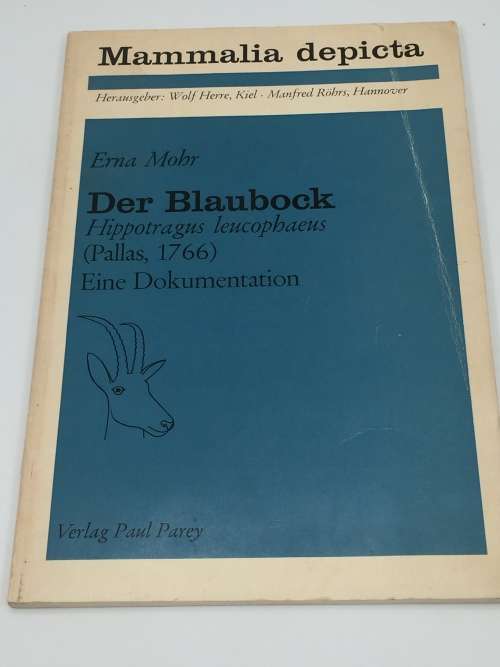 Mammalia depicta
Herausgeber: Wolf Herre, Kiel · Manfred Röhrs, Hannover
Erna Mohr
Der Blaubock
Hippotragus leucophaeus
(Pallas, 1766)
Eine Dokumentation
Verlag Paul Parey